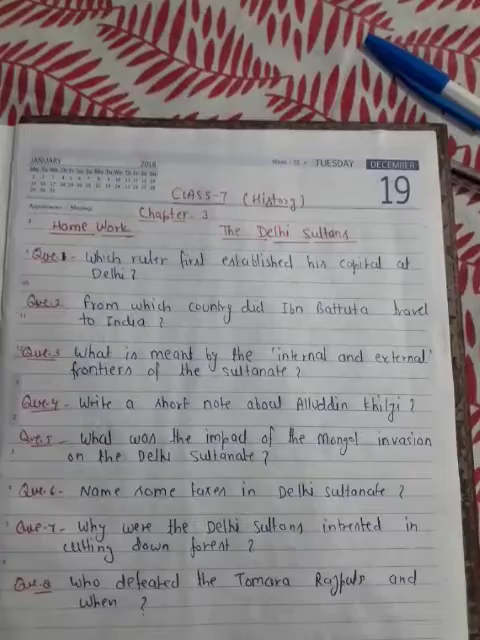 JANUARY 2018
Week - 51 • TUESDAY DECEMBER
19
Appointments / Meetings
CLASS-7 (History)
Chapter-3
Home Work The Delhi Sultans
Que.1- Which ruler first established his capital at
Delhi?
Que.2 From which country did Ibn Battuta travel
to India?
Que.3 What is meant by the 'internal and external'
frontiers of the sultanate?
Que.4- Write a short note about Alluddin Khilji?
Que.5- What was the impact of the Mongol invasion
on the Delhi Sultanate?
Que.6- Name some taxes in Delhi sultanate?
Que.7- Why were the Delhi sultans intrested in
cutting down forest?
Que.8 Who defeated the Tomara Rajputs and
when?